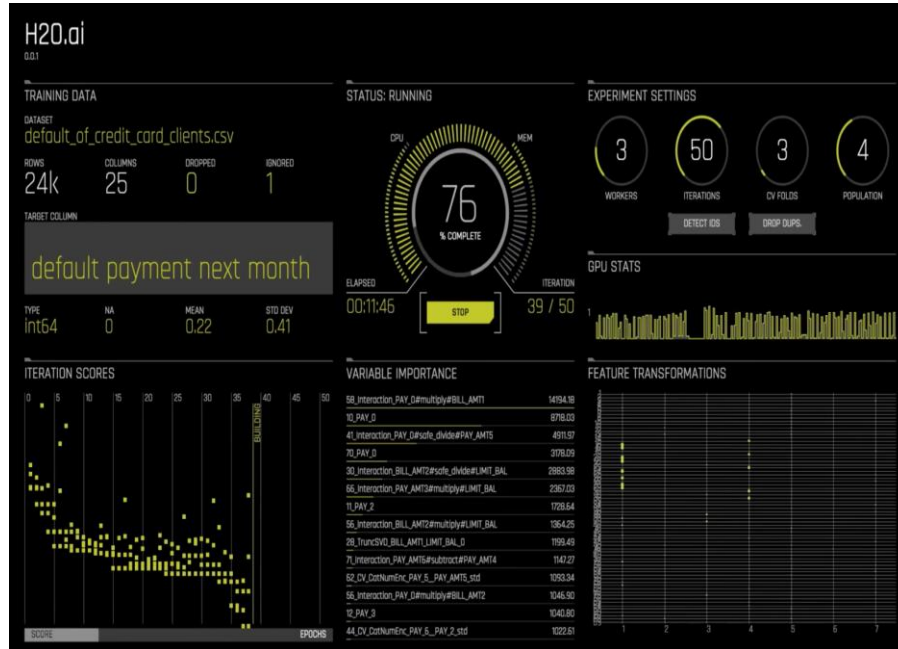 H2O.ai
0.0.1
TRAINING DATA
DATASET
default_of_credit_card_clients.csv
ROWS COLUMNS DROPPED IGNORED
24k 25 0 1
TARGET COLUMN
default payment next month
TYPE NA MEAN STD DEV
int64 0 0.22 0.41
STATUS: RUNNING
CPU MEM
76
% COMPLETE
ELAPSED ITERATION
00:11:46 39 / 50
STOP
EXPERIMENT SETTINGS
3 50 3 4
WORKERS ITERATIONS CV FOLDS POPULATION
DETECT IDS DROP DUPS.
GPU STATS
1
ITERATION SCORES
0 5 10 15 20 25 30 35 40 45 50
BUILDING
SCORE EPOCHS
VARIABLE IMPORTANCE
58_Interaction_PAY_0#multiply#BILL_AMT1 14194.18
10_PAY_0 8718.03
41_Interaction_PAY_0#safe_divide#PAY_AMT5 4911.97
70_PAY_0 3178.09
30_Interaction_BILL_AMT2#safe_divide#LIMIT_BAL 2883.98
66_Interaction_PAY_AMT3#multiply#LIMIT_BAL 2367.03
11_PAY_2 1728.64
56_Interaction_BILL_AMT2#multiply#LIMIT_BAL 1364.25
28_TruncSVD_BILL_AMT1_LIMIT_BAL_0 1199.49
71_Interaction_PAY_AMT6#subtract#PAY_AMT4 1147.27
62_CV_CatNumEnc_PAY_5__PAY_AMT5_std 1093.34
56_Interaction_PAY_0#multiply#BILL_AMT2 1046.90
12_PAY_3 1040.80
44_CV_CatNumEnc_PAY_6__PAY_2_std 1022.61
FEATURE TRANSFORMATIONS
1 2 3 4 5 6 7